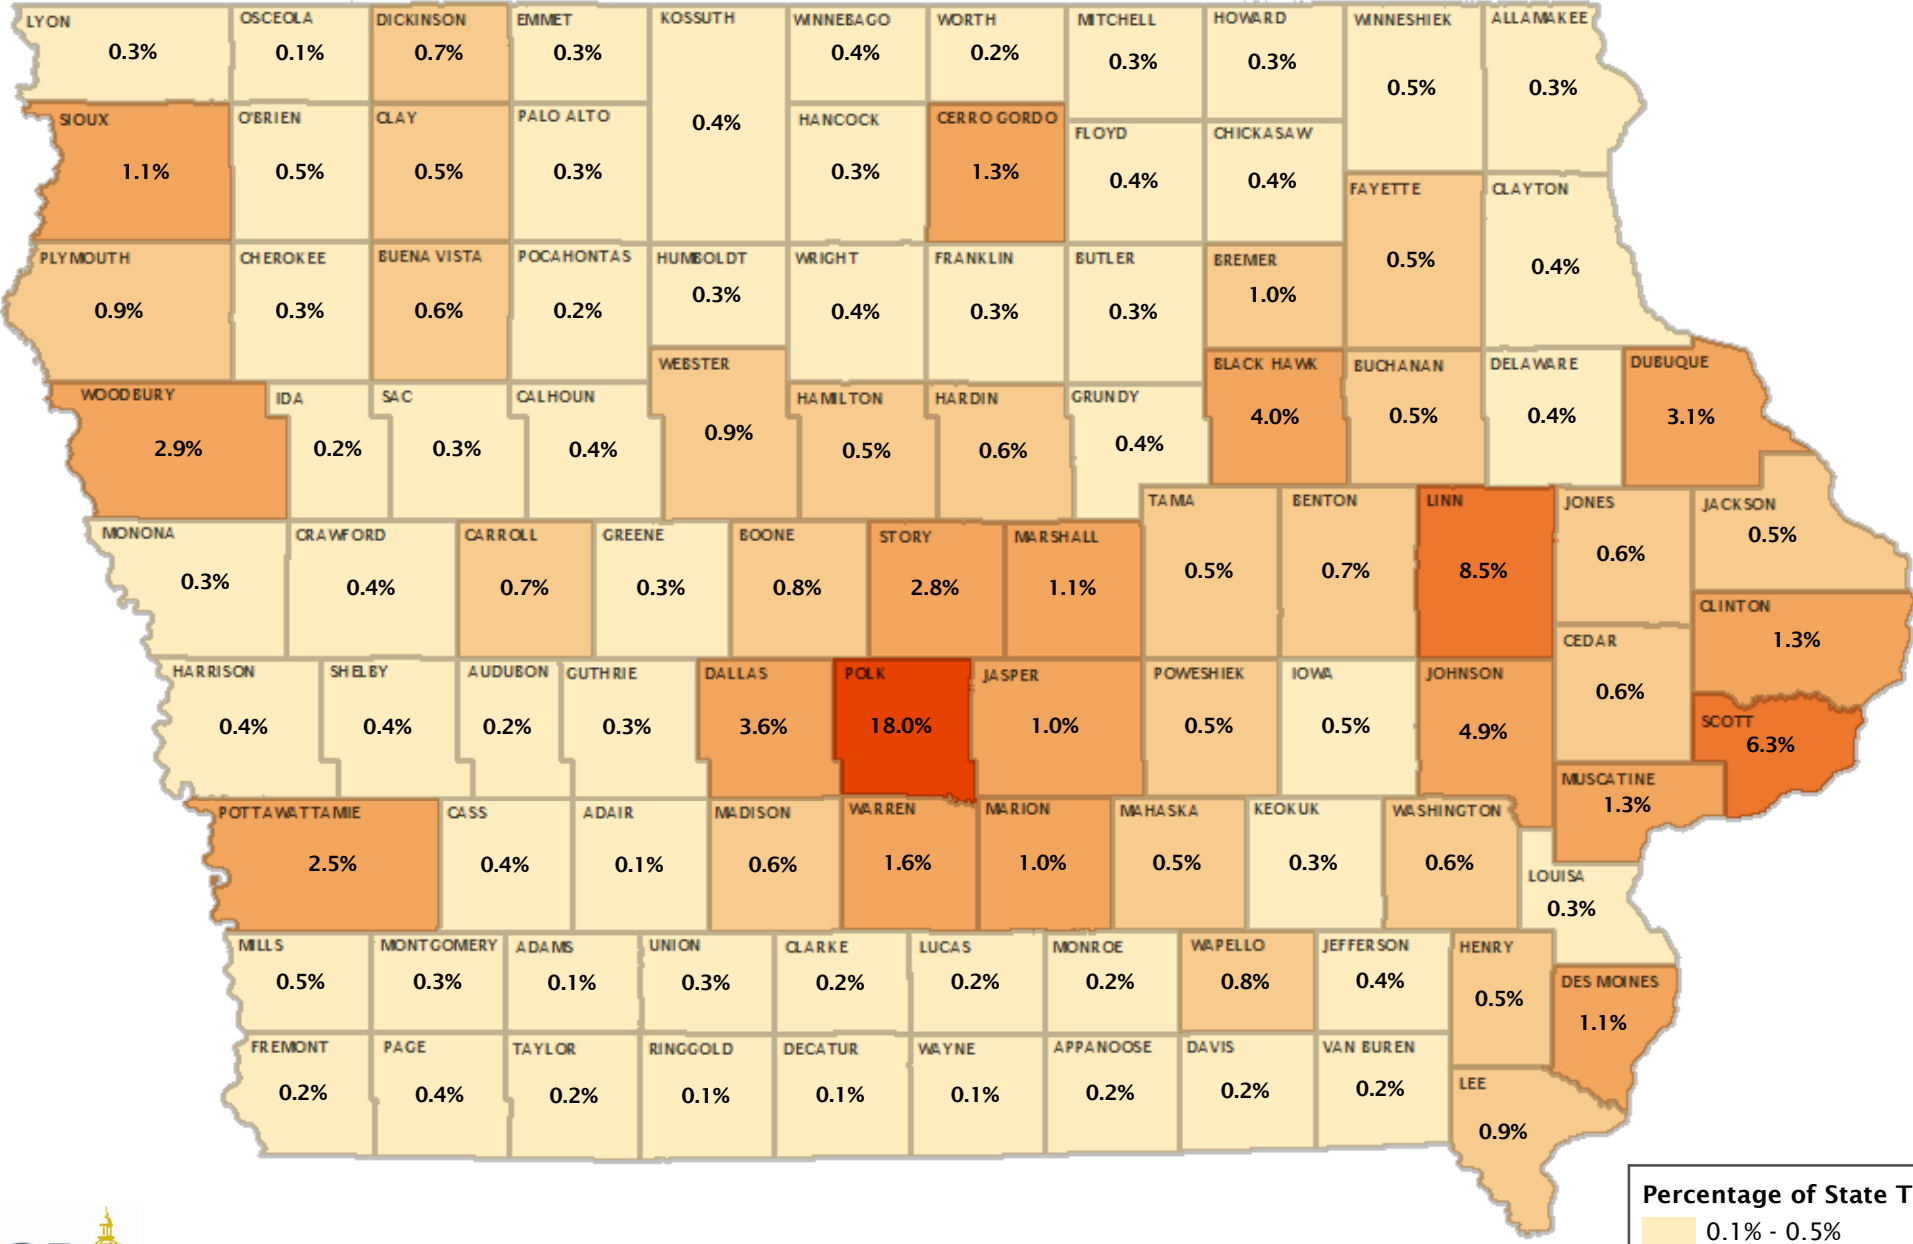 LYON
0.3%
OSCEOLA
0.1%
DICKINSON
0.7%
EMMET
0.3%
KOSSUTH
0.4%
WINNEBAGO
0.4%
WORTH
0.2%
MITCHELL
0.3%
HOWARD
0.3%
WINNESHIEK
0.5%
ALLAMAKEE
0.3%
SIOUX
1.1%
O'BRIEN
0.5%
CLAY
0.5%
PALO ALTO
0.3%
HANCOCK
0.3%
CERRO GORDO
1.3%
FLOYD
0.4%
CHICKASAW
0.4%
FAYETTE
0.5%
CLAYTON
0.4%
PLYMOUTH
0.9%
CHEROKEE
0.3%
BUENA VISTA
0.6%
POCAHONTAS
0.2%
HUMBOLDT
0.3%
WRIGHT
0.4%
FRANKLIN
0.3%
BUTLER
0.3%
BREMER
1.0%
WOODBURY
2.9%
IDA
0.2%
SAC
0.3%
CALHOUN
0.4%
WEBSTER
0.9%
HAMILTON
0.5%
HARDIN
0.6%
GRUNDY
0.4%
BLACK HAWK
4.0%
BUCHANAN
0.5%
DELAWARE
0.4%
DUBUQUE
3.1%
MONONA
0.3%
CRAWFORD
0.4%
CARROLL
0.7%
GREENE
0.3%
BOONE
0.8%
STORY
2.8%
MARSHALL
1.1%
TAMA
0.5%
BENTON
0.7%
LINN
8.5%
JONES
0.6%
JACKSON
0.5%
CLINTON
1.3%
HARRISON
0.4%
SHELBY
0.4%
AUDUBON
0.2%
GUTHRIE
0.3%
DALLAS
3.6%
POLK
18.0%
JASPER
1.0%
POWESHIEK
0.5%
IOWA
0.5%
JOHNSON
4.9%
CEDAR
0.6%
SCOTT
6.3%
MUSCATINE
1.3%
POTTAWATTAMIE
2.5%
CASS
0.4%
ADAIR
0.1%
MADISON
0.6%
WARREN
1.6%
MARION
1.0%
MAHASKA
0.5%
KEOKUK
0.3%
WASHINGTON
0.6%
LOUISA
0.3%
MILLS
0.5%
MONTGOMERY
0.3%
ADAMS
0.1%
UNION
0.3%
CLARKE
0.2%
LUCAS
0.2%
MONROE
0.2%
WAPELLO
0.8%
JEFFERSON
0.4%
HENRY
0.5%
DES MOINES
1.1%
FREMONT
0.2%
PAGE
0.4%
TAYLOR
0.2%
RINGGOLD
0.1%
DECATUR
0.1%
WAYNE
0.1%
APPANOOSE
0.2%
DAVIS
0.2%
VAN BUREN
0.2%
LEE
0.9%
Percentage of State T
0.1% - 0.5%